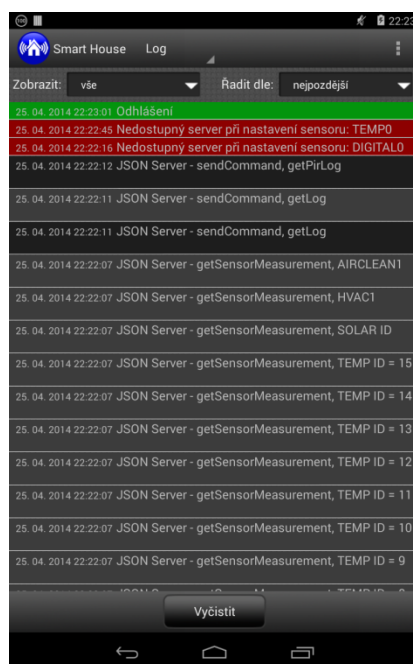 22:23
Smart House Log
Zobrazit: vše Řadit dle: nejpozdější
25. 04. 2014 22:23:01 Odhlášení
25. 04. 2014 22:22:45 Nedostupný server při nastavení sensoru: TEMP0
25. 04. 2014 22:22:16 Nedostupný server při nastavení sensoru: DIGITAL0
25. 04. 2014 22:22:12 JSON Server - sendCommand, getPirLog
25. 04. 2014 22:22:11 JSON Server - sendCommand, getLog
25. 04. 2014 22:22:11 JSON Server - sendCommand, getLog
25. 04. 2014 22:22:07 JSON Server - getSensorMeasurement, AIRCLEAN1
25. 04. 2014 22:22:07 JSON Server - getSensorMeasurement, HVAC1
25. 04. 2014 22:22:07 JSON Server - getSensorMeasurement, SOLAR ID
25. 04. 2014 22:22:07 JSON Server - getSensorMeasurement, TEMP ID = 15
25. 04. 2014 22:22:07 JSON Server - getSensorMeasurement, TEMP ID = 14
25. 04. 2014 22:22:07 JSON Server - getSensorMeasurement, TEMP ID = 13
25. 04. 2014 22:22:07 JSON Server - getSensorMeasurement, TEMP ID = 12
25. 04. 2014 22:22:07 JSON Server - getSensorMeasurement, TEMP ID = 11
25. 04. 2014 22:22:07 JSON Server - getSensorMeasurement, TEMP ID = 10
25. 04. 2014 22:22:07 JSON Server - getSensorMeasurement, TEMP ID = 9
Vyčistit